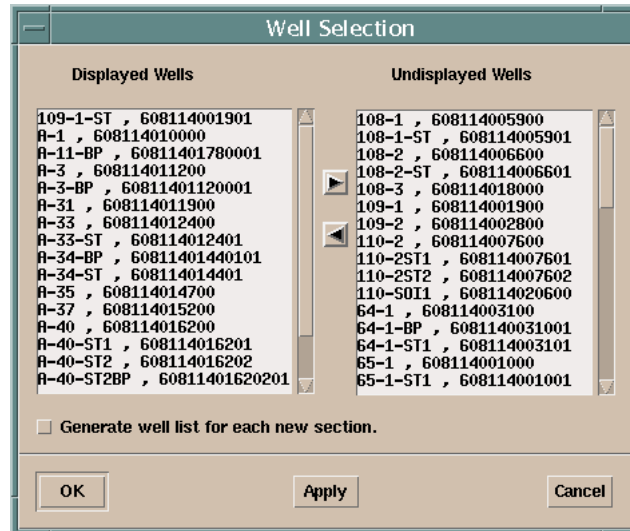 Well Selection
Displayed Wells
109-1-ST , 608114001901
A-1 , 608114010000
A-11-BP , 60811401780001
A-3 , 608114011200
A-3-BP , 60811401120001
A-31 , 608114011900
A-33 , 608114012400
A-33-ST , 608114012401
A-34-BP , 60811401440101
A-34-ST , 608114014401
A-35 , 608114014700
A-37 , 608114015200
A-40 , 608114016200
A-40-ST1 , 608114016201
A-40-ST2 , 608114016202
A-40-ST2BP , 60811401620201
Undisplayed Wells
108-1 , 608114005900
108-1-ST , 608114005901
108-2 , 608114006600
108-2-ST , 608114006601
108-3 , 608114018000
109-1 , 608114001900
109-2 , 608114002800
110-2 , 608114007600
110-2ST1 , 608114007601
110-2ST2 , 608114007602
110-SOI1 , 608114020600
64-1 , 608114003100
64-1-BP , 60811400310​01
64-1-ST1 , 608114003101
65-1 , 608114001000
65-1-ST1 , 608114001001
Generate well list for each new section.
OK
Apply
Cancel